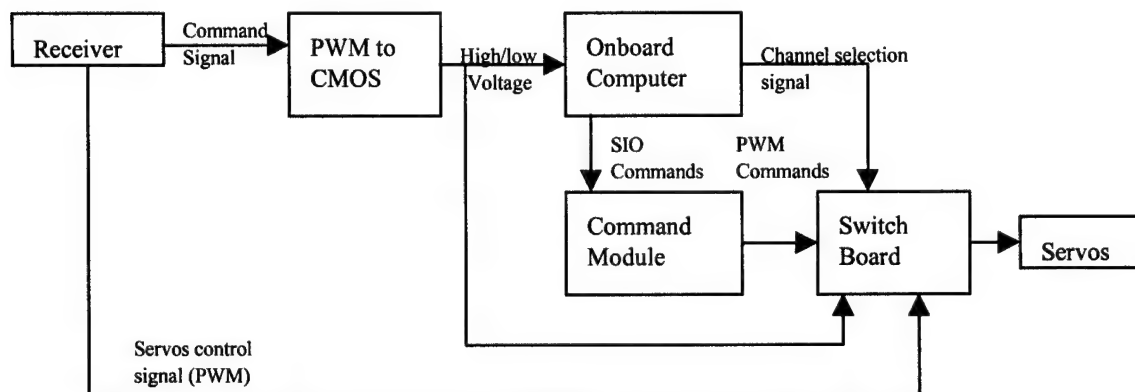 Receiver
Command
Signal
PWM to
CMOS
High/low
Voltage
Onboard
Computer
Channel selection
signal
SIO
Commands
PWM
Commands
Command
Module
Switch
Board
Servos
Servos control
signal (PWM)